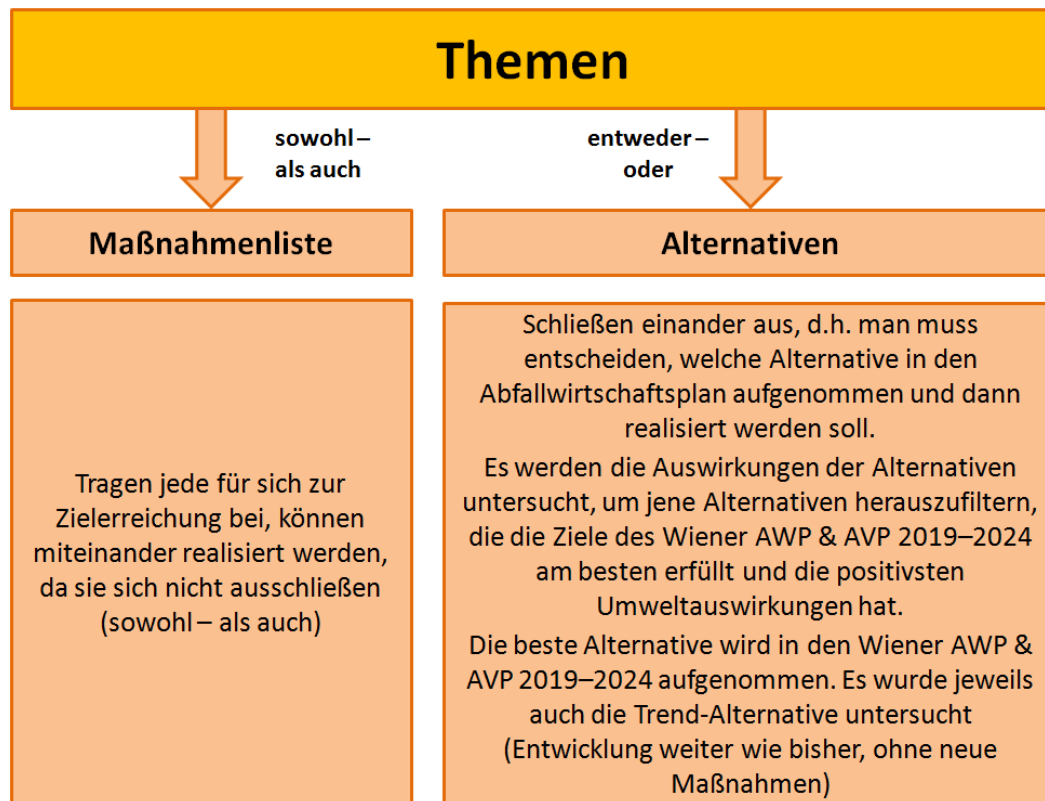 Themen
sowohl –
als auch
entweder –
oder
Maßnahmenliste
Alternativen
Tragen jede für sich zur
Zielerreichung bei, können
miteinander realisiert werden,
da sie sich nicht ausschließen
(sowohl – als auch)
Schließen einander aus, d.h. man muss
entscheiden, welche Alternative in den
Abfallwirtschaftsplan aufgenommen und dann
realisiert werden soll.
Es werden die Auswirkungen der Alternativen
untersucht, um jene Alternativen herauszufiltern,
die die Ziele des Wiener AWP & AVP 2019–2024
am besten erfüllt und die positivsten
Umweltauswirkungen hat.
Die beste Alternative wird in den Wiener AWP &
AVP 2019–2024 aufgenommen. Es wurde jeweils
auch die Trend-Alternative untersucht
(Entwicklung weiter wie bisher, ohne neue
Maßnahmen)